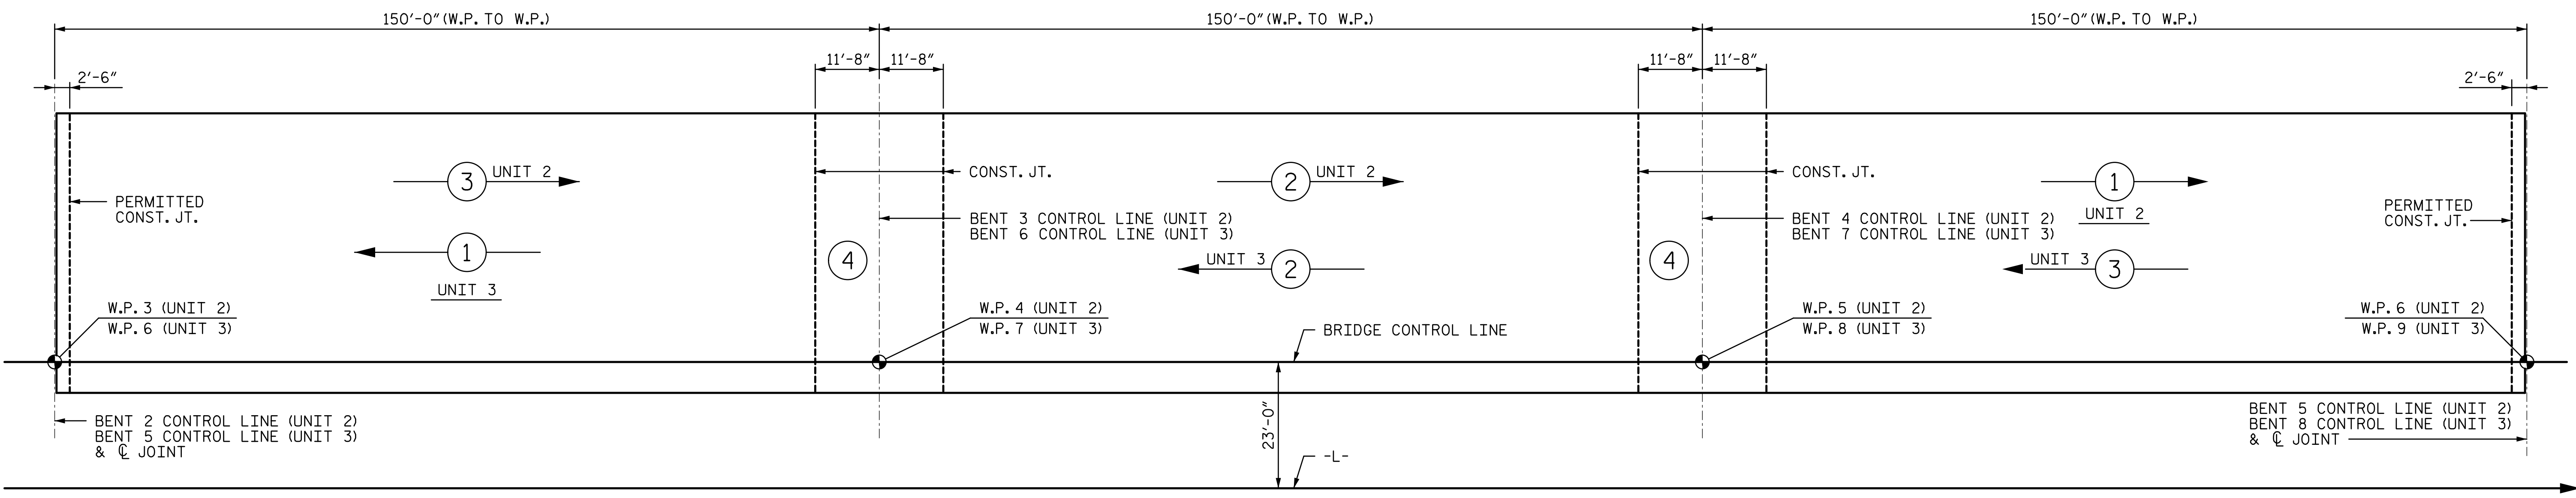 150'-0" (W.P. TO W.P.)
150'-0" (W.P. TO W.P.)
150'-0" (W.P. TO W.P.)
2'-6"
11'-8"
11'-8"
11'-8"
11'-8"
2'-6"
3
UNIT 2
2
UNIT 2
1
UNIT 2
CONST. JT.
CONST. JT.
PERMITTED
CONST. JT.
PERMITTED
CONST. JT.
BENT 3 CONTROL LINE (UNIT 2)
BENT 6 CONTROL LINE (UNIT 3)
BENT 4 CONTROL LINE (UNIT 2)
BENT 7 CONTROL LINE (UNIT 3)
1
UNIT 3
4
UNIT 3
2
4
UNIT 3
3
W.P. 3 (UNIT 2)
W.P. 6 (UNIT 3)
W.P. 4 (UNIT 2)
W.P. 7 (UNIT 3)
W.P. 5 (UNIT 2)
W.P. 8 (UNIT 3)
W.P. 6 (UNIT 2)
W.P. 9 (UNIT 3)
BRIDGE CONTROL LINE
23'-0"
BENT 2 CONTROL LINE (UNIT 2)
BENT 5 CONTROL LINE (UNIT 3)
& ℄ JOINT
BENT 5 CONTROL LINE (UNIT 2)
BENT 8 CONTROL LINE (UNIT 3)
& ℄ JOINT
-L-